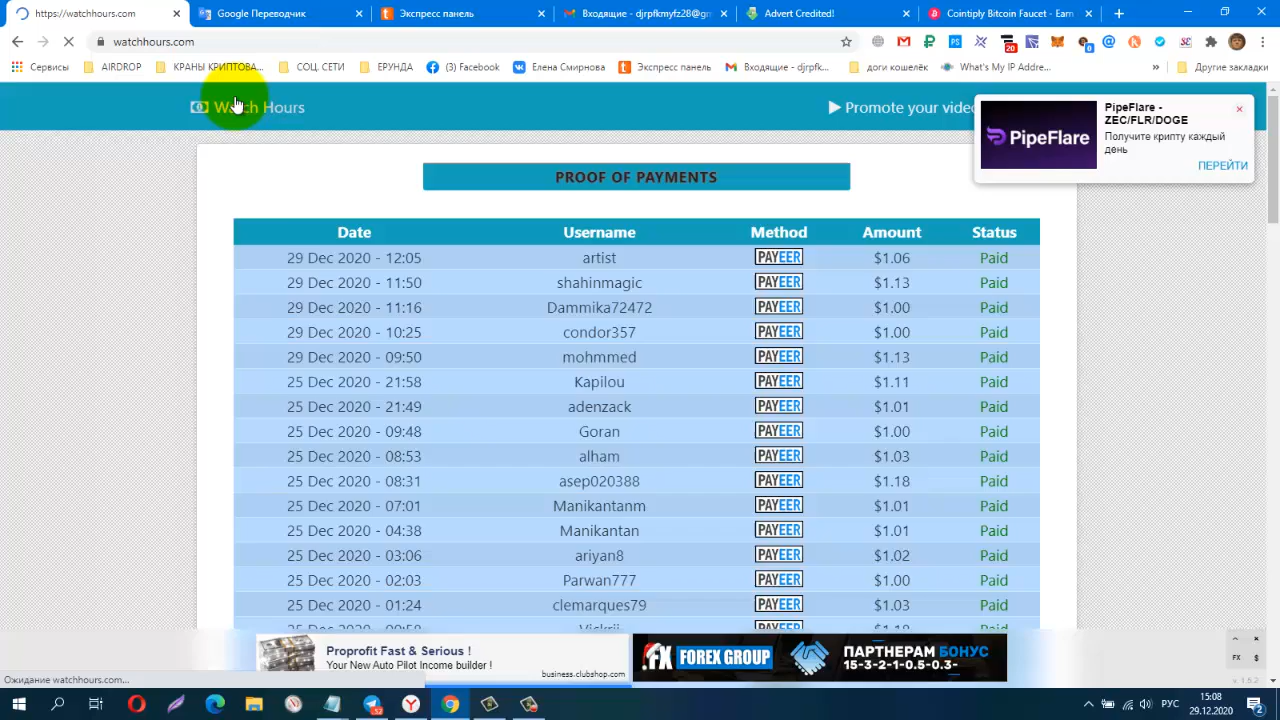 https://watchhours.com/
Google Переводчик
Экспресс панель
Входящие - djrpfkmyfz28@gm
Advert Credited!
Cointiply Bitcoin Faucet - Earn
watchhours.com
20
0
Сервисы
AIRDROP
КРАНЫ КРИПТОВА...
СОЦ. СЕТИ
ЕРУНДА
(3) Facebook
Елена Смирнова
Экспресс панель
Входящие - djrpfk...
доги кошелёк
What's My IP Addre...
»
Другие закладки
Watch Hours
Promote your video
PipeFlare -
ZEC/FLR/DOGE
Получите крипту каждый
день
ПЕРЕЙТИ
PipeFlare
PROOF OF PAYMENTS
Date Username Method Amount Status
29 Dec 2020 - 12:05 artist PAYEER $1.06 Paid
29 Dec 2020 - 11:50 shahinmagic PAYEER $1.13 Paid
29 Dec 2020 - 11:16 Dammika72472 PAYEER $1.00 Paid
29 Dec 2020 - 10:25 condor357 PAYEER $1.00 Paid
29 Dec 2020 - 09:50 mohmmed PAYEER $1.13 Paid
25 Dec 2020 - 21:58 Kapilou PAYEER $1.11 Paid
25 Dec 2020 - 21:49 adenzack PAYEER $1.01 Paid
25 Dec 2020 - 09:48 Goran PAYEER $1.00 Paid
25 Dec 2020 - 08:53 alham PAYEER $1.03 Paid
25 Dec 2020 - 08:31 asep020388 PAYEER $1.18 Paid
25 Dec 2020 - 07:01 Manikantanm PAYEER $1.01 Paid
25 Dec 2020 - 04:38 Manikantan PAYEER $1.01 Paid
25 Dec 2020 - 03:06 ariyan8 PAYEER $1.02 Paid
25 Dec 2020 - 02:03 Parwan777 PAYEER $1.00 Paid
25 Dec 2020 - 01:24 clemarques79 PAYEER $1.03 Paid
Proprofit Fast & Serious !
Your New Auto Pilot Income builder !
business.clubshop.com
FX FOREX GROUP
ПАРТНЕРАМ БОНУС
15-3-2-1-0.5-0.3-
FX $
v 1.5.2
Ожидание watchhours.com...
РУС
15:08
29.12.2020
2